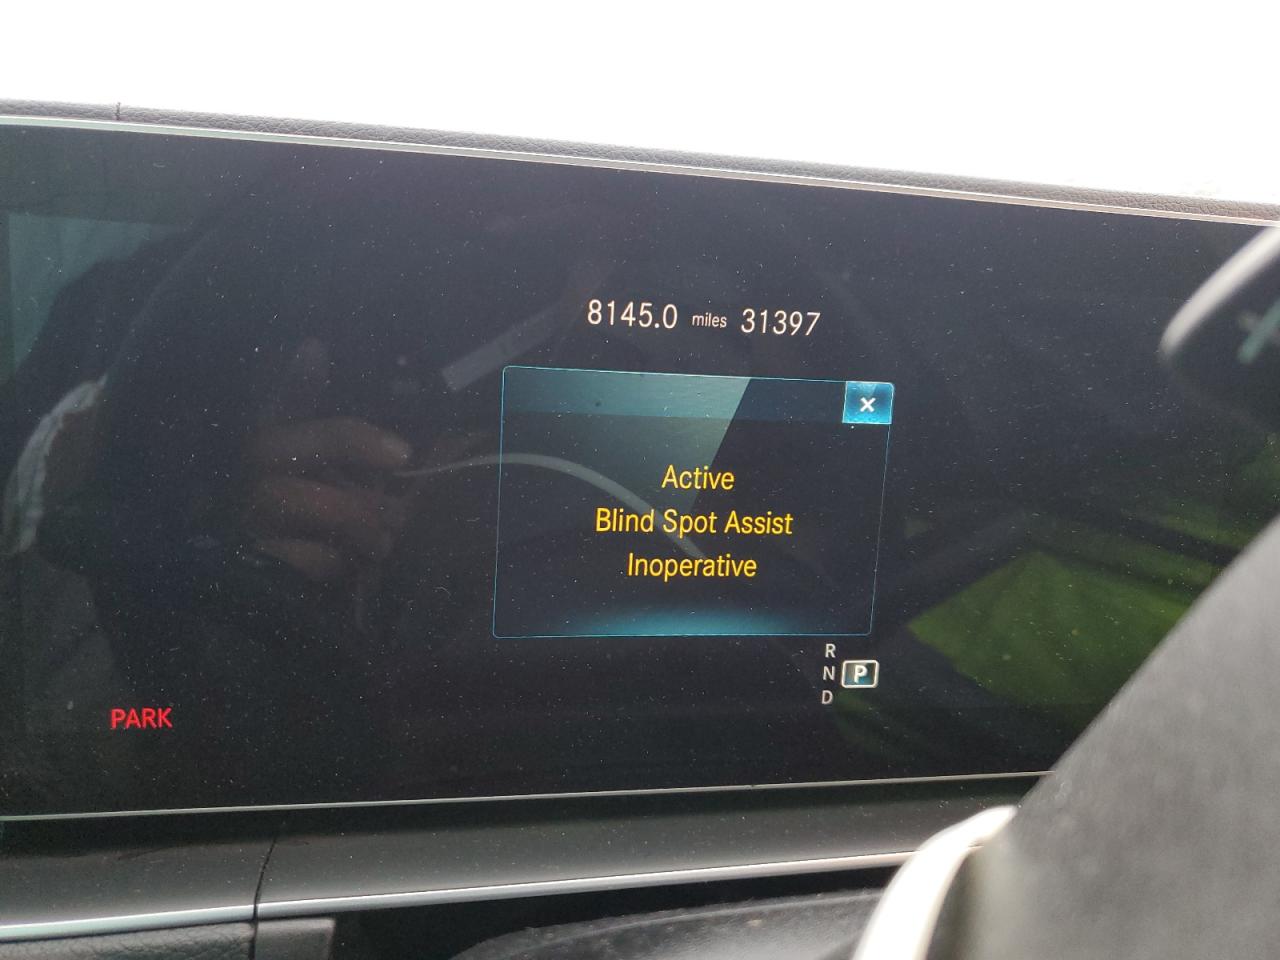 8145.0 miles 31397
x
Active
Blind Spot Assist
Inoperative
R
N P
D
PARK